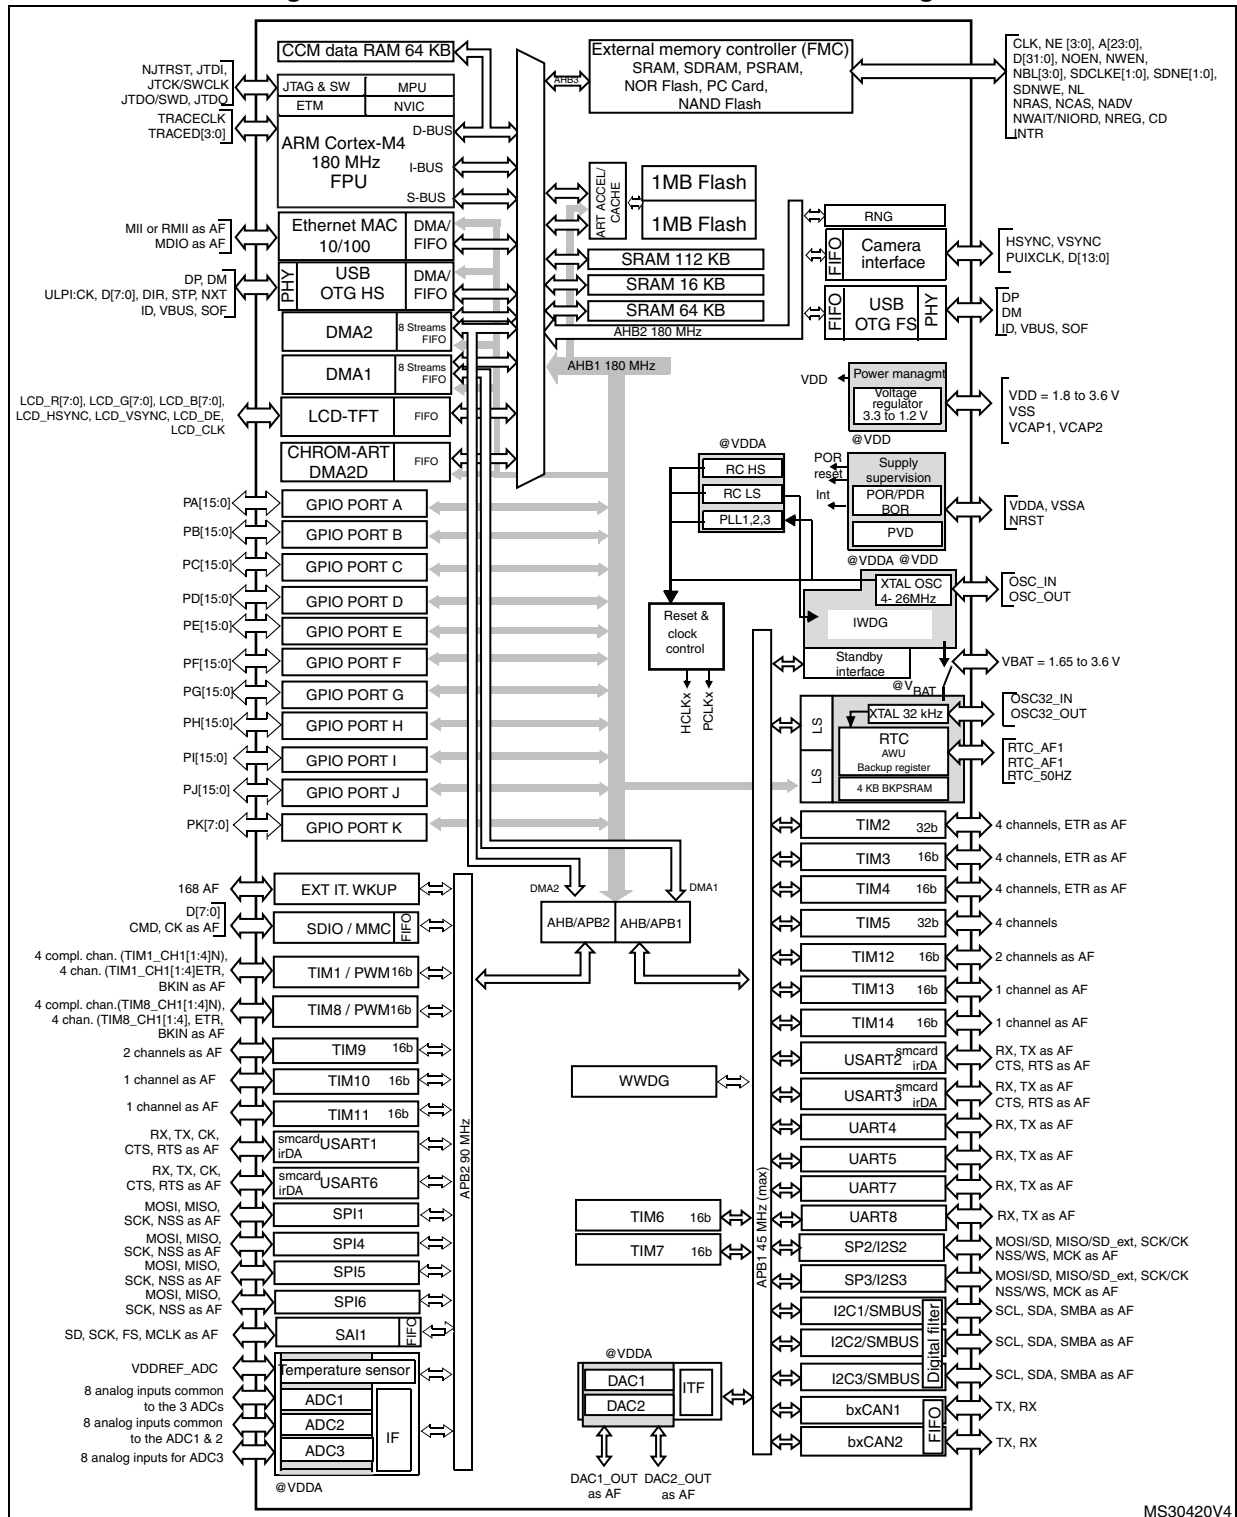 CCM data RAM 64 KB
External memory controller (FMC)
SRAM, SDRAM, PSRAM,
NOR Flash, PC Card,
NAND Flash
AHB3
CLK, NE [3:0], A[23:0],
D[31:0], NOEN, NWEN,
NBL[3:0], SDCLKE[1:0], SDNE[1:0],
SDNWE, NL
NRAS, NCAS, NADV
NWAIT/NIORD, NREG, CD
INTR
NJTRST, JTDI,
JTCK/SWCLK
JTDO/SWD, JTDO
JTAG & SW
MPU
ETM
NVIC
TRACECLK
TRACED[3:0]
D-BUS
ARM Cortex-M4
180 MHz
FPU
I-BUS
S-BUS
ART ACCEL/
CACHE
1MB Flash
1MB Flash
MII or RMII as AF
MDIO as AF
Ethernet MAC
10/100
DMA/
FIFO
SRAM 112 KB
SRAM 16 KB
SRAM 64 KB
AHB2 180 MHz
AHB1 180 MHz
RNG
FIFO
Camera
interface
HSYNC, VSYNC
PUIXCLK, D[13:0]
FIFO
USB
OTG FS
PHY
DP
DM
ID, VBUS, SOF
DP, DM
ULPI:CK, D[7:0], DIR, STP, NXT
ID, VBUS, SOF
PHY
USB
OTG HS
DMA/
FIFO
DMA2
8 Streams
FIFO
DMA1
8 Streams
FIFO
LCD_R[7:0], LCD_G[7:0], LCD_B[7:0],
LCD_HSYNC, LCD_VSYNC, LCD_DE,
LCD_CLK
LCD-TFT
FIFO
CHROM-ART
DMA2D
FIFO
VDD
Power managmt
Voltage
regulator
3.3 to 1.2 V
@VDD
VDD = 1.8 to 3.6 V
VSS
VCAP1, VCAP2
@VDDA
RC HS
RC LS
PLL1,2,3
POR
reset
Int
Supply
supervision
POR/PDR
BOR
PVD
VDDA, VSSA
NRST
@VDDA @VDD
XTAL OSC
4- 26MHz
OSC_IN
OSC_OUT
IWDG
Reset &
clock
control
HCLKx
PCLKx
Standby
interface
VBAT = 1.65 to 3.6 V
@VBAT
LS
LS
XTAL 32 kHz
OSC32_IN
OSC32_OUT
RTC
AWU
Backup register
4 KB BKPSRAM
RTC_AF1
RTC_AF1
RTC_50HZ
PA[15:0]
GPIO PORT A
PB[15:0]
GPIO PORT B
PC[15:0]
GPIO PORT C
PD[15:0]
GPIO PORT D
PE[15:0]
GPIO PORT E
PF[15:0]
GPIO PORT F
PG[15:0]
GPIO PORT G
PH[15:0]
GPIO PORT H
PI[15:0]
GPIO PORT I
PJ[15:0]
GPIO PORT J
PK[7:0]
GPIO PORT K
DMA2
DMA1
AHB/APB2
AHB/APB1
168 AF
EXT IT. WKUP
D[7:0]
CMD, CK as AF
SDIO / MMC
FIFO
4 compl. chan. (TIM1_CH1[1:4]N),
4 chan. (TIM1_CH1[1:4]ETR,
BKIN as AF
TIM1 / PWM 16b
4 compl. chan.(TIM8_CH1[1:4]N),
4 chan. (TIM8_CH1[1:4], ETR,
BKIN as AF
TIM8 / PWM 16b
2 channels as AF
TIM9 16b
1 channel as AF
TIM10 16b
1 channel as AF
TIM11 16b
RX, TX, CK,
CTS, RTS as AF
smcard
irDA
USART1
RX, TX, CK,
CTS, RTS as AF
smcard
irDA
USART6
MOSI, MISO,
SCK, NSS as AF
SPI1
MOSI, MISO,
SCK, NSS as AF
SPI4
MOSI, MISO,
SCK, NSS as AF
SPI5
MOSI, MISO,
SCK, NSS as AF
SPI6
SD, SCK, FS, MCLK as AF
SAI1
FIFO
VDDREF_ADC
Temperature sensor
8 analog inputs common
to the 3 ADCs
ADC1
8 analog inputs common
to the ADC1 & 2
ADC2
8 analog inputs for ADC3
ADC3
IF
@VDDA
APB2 90 MHz
WWDG
TIM6 16b
TIM7 16b
@VDDA
DAC1
DAC2
ITF
DAC1_OUT
as AF
DAC2_OUT
as AF
APB1 45 MHz (max)
TIM2 32b
4 channels, ETR as AF
TIM3 16b
4 channels, ETR as AF
TIM4 16b
4 channels, ETR as AF
TIM5 32b
4 channels
TIM12 16b
2 channels as AF
TIM13 16b
1 channel as AF
TIM14 16b
1 channel as AF
USART2
smcard
irDA
RX, TX as AF
CTS, RTS as AF
USART3
smcard
irDA
RX, TX as AF
CTS, RTS as AF
UART4
RX, TX as AF
UART5
RX, TX as AF
UART7
RX, TX as AF
UART8
RX, TX as AF
SP2/I2S2
MOSI/SD, MISO/SD_ext, SCK/CK
NSS/WS, MCK as AF
SP3/I2S3
MOSI/SD, MISO/SD_ext, SCK/CK
NSS/WS, MCK as AF
I2C1/SMBUS
SCL, SDA, SMBA as AF
I2C2/SMBUS
SCL, SDA, SMBA as AF
I2C3/SMBUS
SCL, SDA, SMBA as AF
Digital filter
bxCAN1
TX, RX
bxCAN2
TX, RX
FIFO
MS30420V4